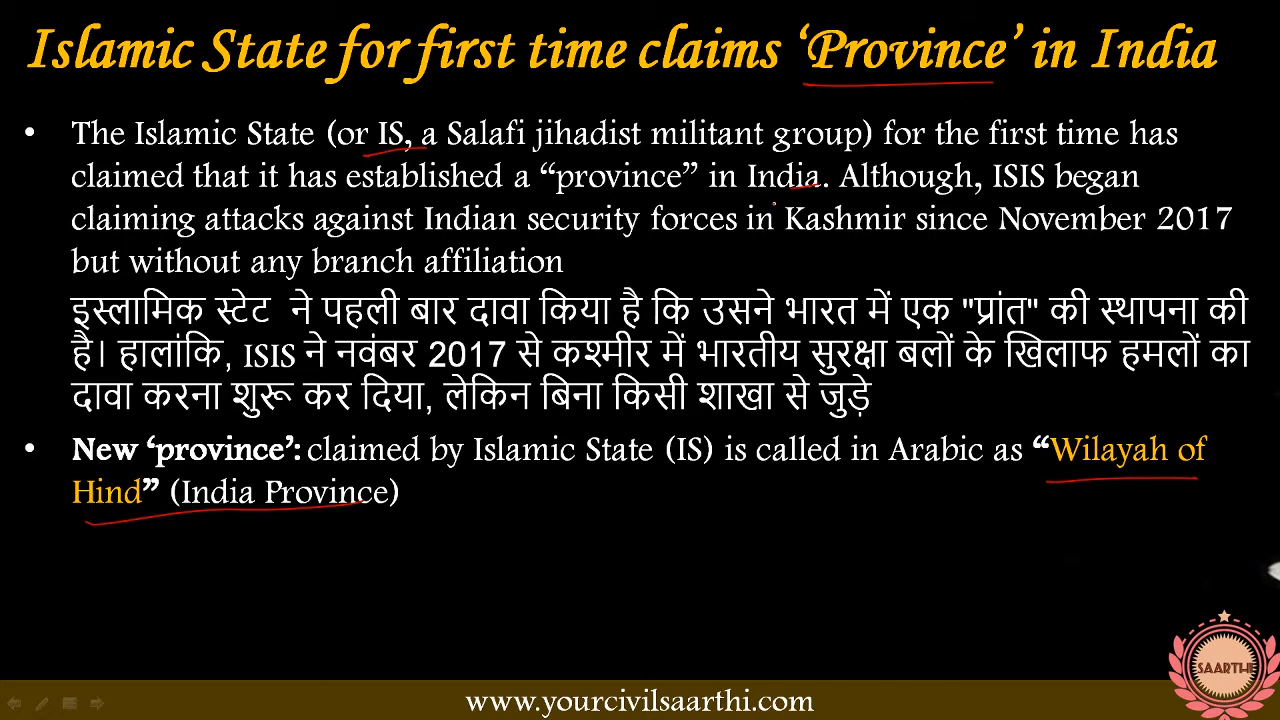 Islamic State for first time claims ‘Province’ in India
• The Islamic State (or IS, a Salafi jihadist militant group) for the first time has
claimed that it has established a “province” in India. Although, ISIS began
claiming attacks against Indian security forces in Kashmir since November 2017
but without any branch affiliation
इस्लामिक स्टेट ने पहली बार दावा किया है कि उसने भारत में एक "प्रांत" की स्थापना की
है। हालांकि, ISIS ने नवंबर 2017 से कश्मीर में भारतीय सुरक्षा बलों के खिलाफ हमलों का
दावा करना शुरू कर दिया, लेकिन बिना किसी शाखा से जुड़े
• New ‘province’: claimed by Islamic State (IS) is called in Arabic as “Wilayah of
Hind” (India Province)
SAARTHI
www.yourcivilsaarthi.com